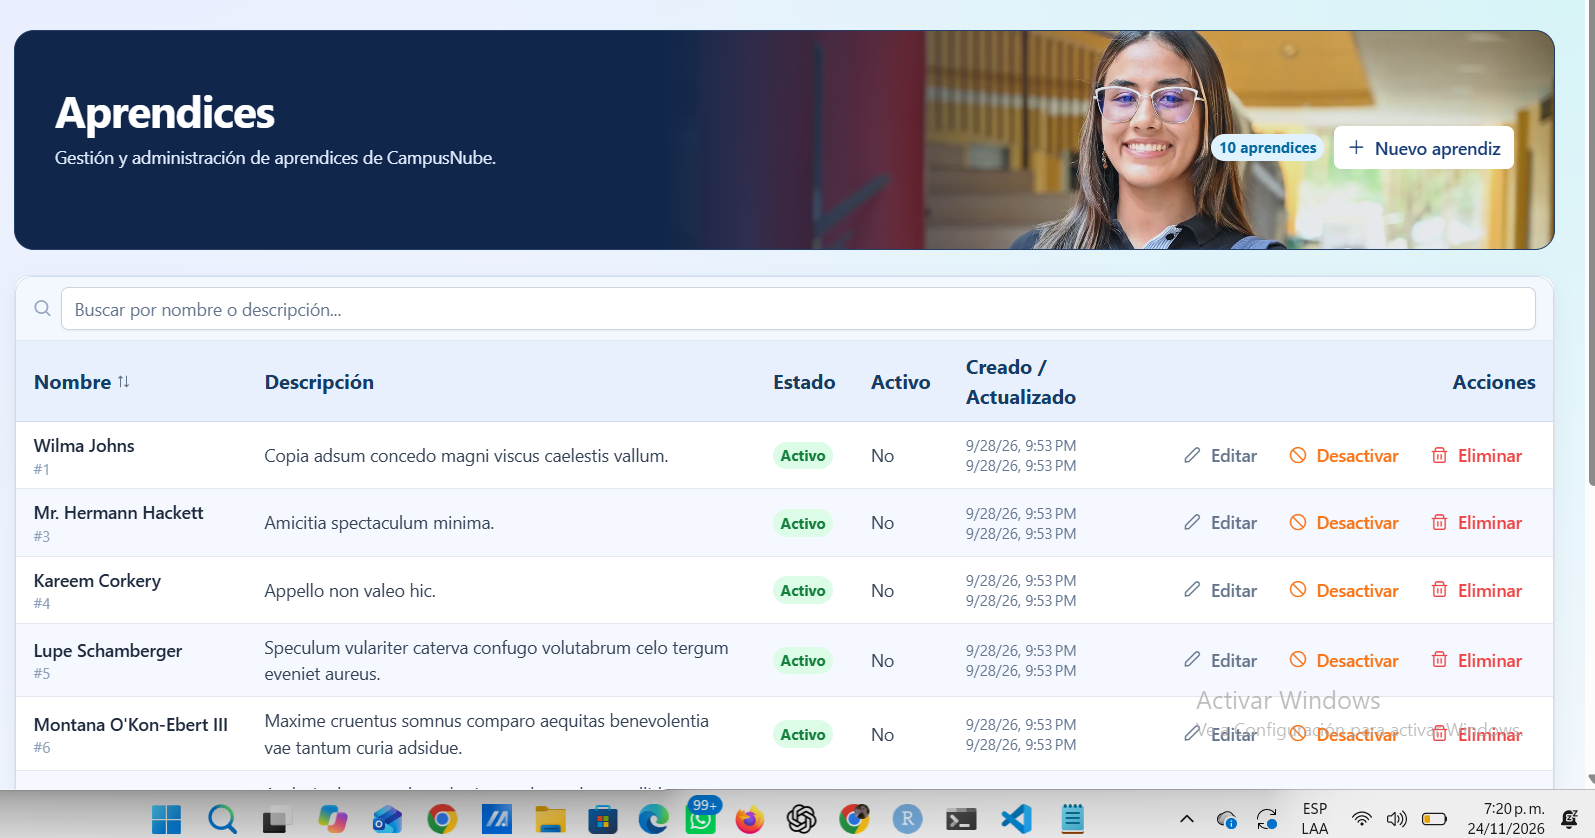 Aprendices
Gestión y administración de aprendices de CampusNube.
10 aprendices
Nuevo aprendiz
Buscar por nombre o descripción...
Nombre Descripción Estado Activo Creado / Actualizado Acciones
Wilma Johns
#1
Copia adsum concedo magni viscus caelestis vallum.
Activo
No
9/28/26, 9:53 PM
9/28/26, 9:53 PM
Editar Desactivar Eliminar
Mr. Hermann Hackett
#3
Amicitia spectaculum minima.
Activo
No
9/28/26, 9:53 PM
9/28/26, 9:53 PM
Editar Desactivar Eliminar
Kareem Corkery
#4
Appello non valeo hic.
Activo
No
9/28/26, 9:53 PM
9/28/26, 9:53 PM
Editar Desactivar Eliminar
Lupe Schamberger
#5
Speculum vulariter caterva confugo volutabrum celo tergum
eveniet aureus.
Activo
No
9/28/26, 9:53 PM
9/28/26, 9:53 PM
Editar Desactivar Eliminar
Montana O'Kon-Ebert III
#6
Maxime cruentus somnus comparo aequitas benevolentia
vae tantum curia adsidue.
Activo
No
9/28/26, 9:53 PM
9/28/26, 9:53 PM
Editar Desactivar Eliminar
Activar Windows
Ve a Configuración para activar Windows.
99+
R
ESP
LAA
7:20 p. m.
24/11/2026